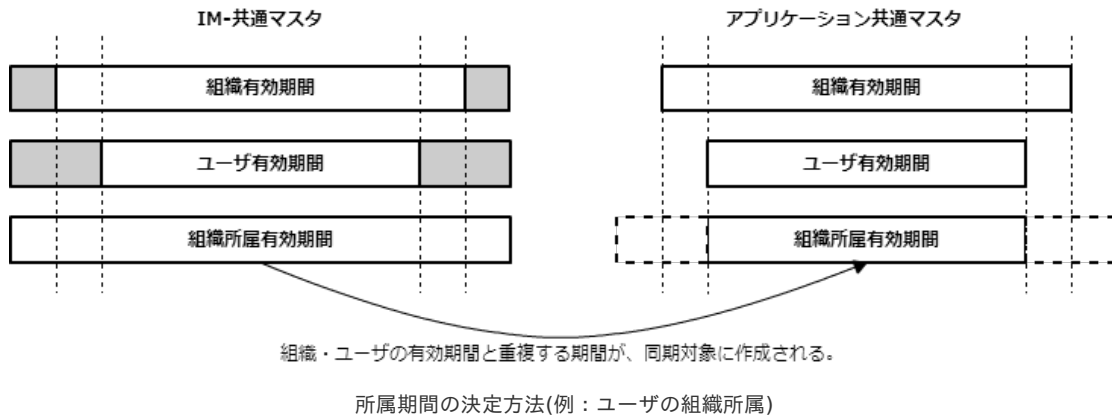 IM-共通マスタ
アプリケーション共通マスタ
組織有効期間
組織有効期間
ユーザ有効期間
ユーザ有効期間
組織所属有効期間
組織所属有効期間
組織・ユーザの有効期間と重複する期間が、同期対象に作成される。
所属期間の決定方法(例：ユーザの組織所属)